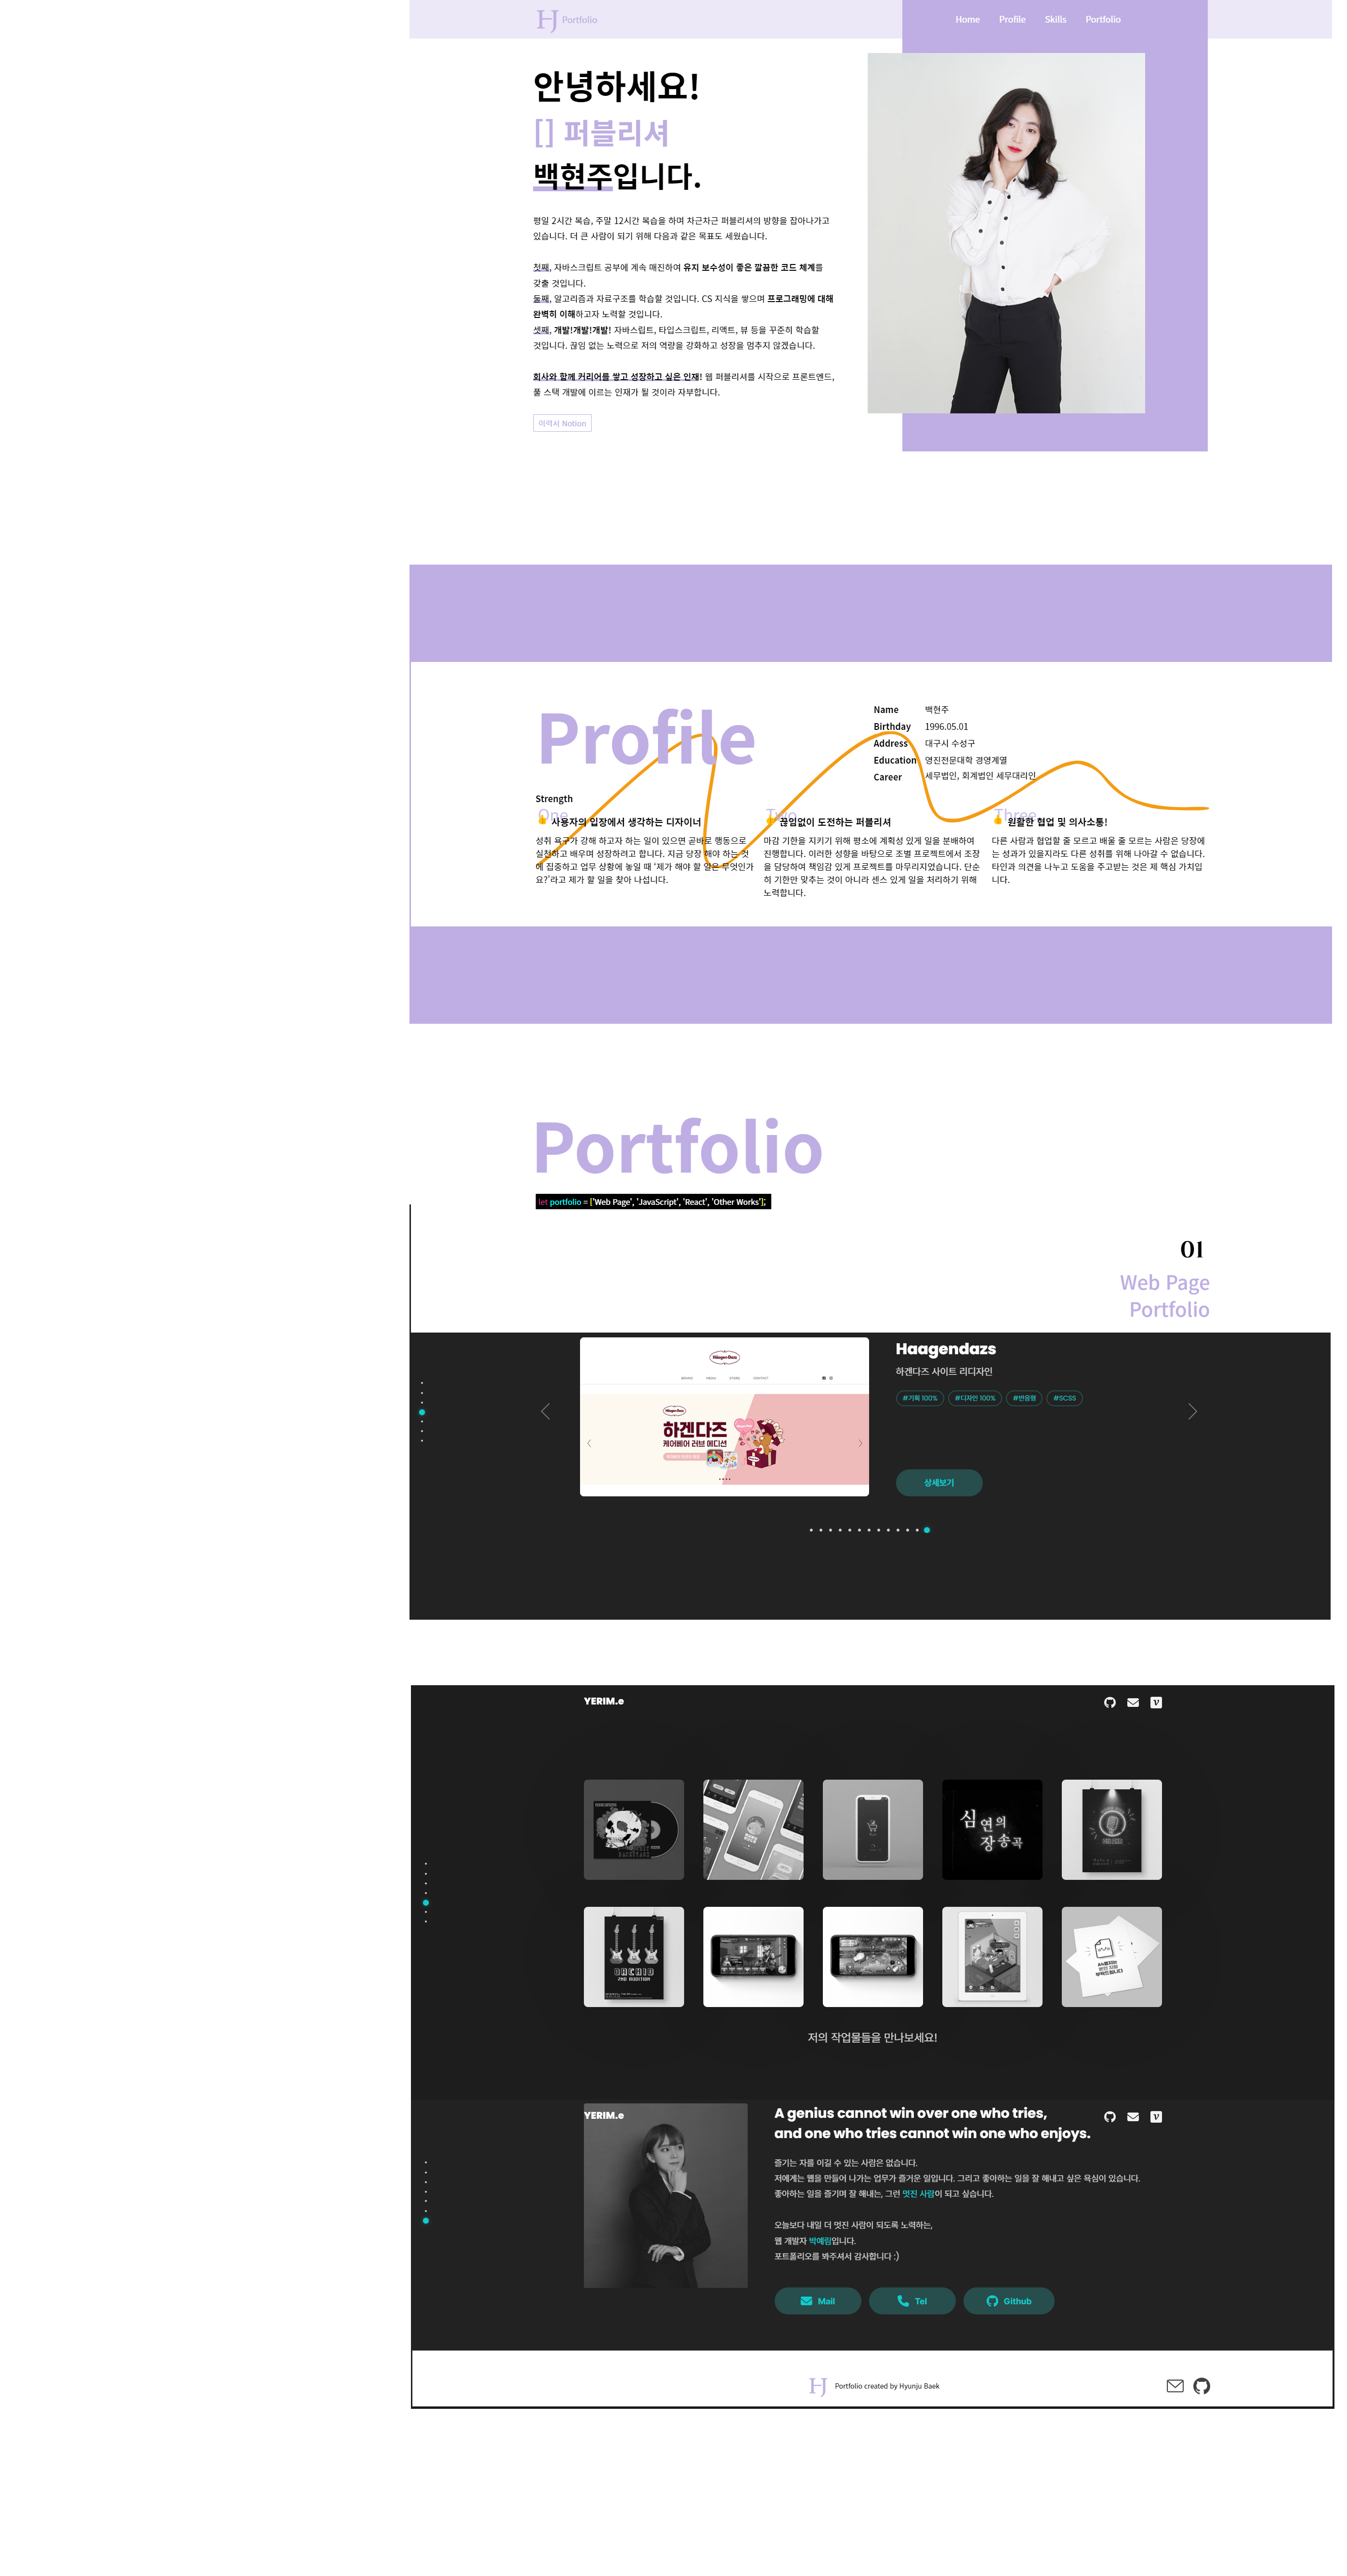 HJ Portfolio
Home Profile Skills Portfolio
안녕하세요!
[] 퍼블리셔
백현주입니다.
평일 2시간 복습, 주말 12시간 복습을 하며 차근차근 퍼블리셔의 방향을 잡아나가고
있습니다. 더 큰 사람이 되기 위해 다음과 같은 목표도 세웠습니다.
첫째, 자바스크립트 공부에 계속 매진하여 유지 보수성이 좋은 깔끔한 코드 체계를
갖출 것입니다.
둘째, 알고리즘과 자료구조를 학습할 것입니다. CS 지식을 쌓으며 프로그래밍에 대해
완벽히 이해하고자 노력할 것입니다.
셋째, 개발!개발!개발! 자바스립트, 타입스크립트, 리액트, 뷰 등을 꾸준히 학습할
것입니다. 끊임 없는 노력으로 저의 역량을 강화하고 성장을 멈추지 않겠습니다.
회사와 함께 커리어를 쌓고 성장하고 싶은 인재! 웹 퍼블리셔를 시작으로 프론트엔드,
풀 스택 개발에 이르는 인재가 될 것이라 자부합니다.
이력서 Notion
Profile
Name 백현주
Birthday 1996.05.01
Address 대구시 수성구
Education 영진전문대학 경영계열
Career 세무법인, 회계법인 세무대리인
Strength
One
사용자의 입장에서 생각하는 디자이너
성취 욕구가 강해 하고자 하는 일이 있으면 곧바로 행동으로
실천하고 배우며 성장하려고 합니다. 지금 당장 해야 하는 것
에 집중하고 업무 상황에 놓일 때 '제가 해야 할 일은 무엇인가
요?'라고 제가 할 일을 찾아 나섭니다.
Two
끊임없이 도전하는 퍼블리셔
마감 기한을 지키기 위해 평소에 계획성 있게 일을 분배하여
진행합니다. 이러한 성향을 바탕으로 조별 프로젝트에서 조장
을 담당하여 책임감 있게 프로젝트를 마무리지었습니다. 단순
히 기한만 맞추는 것이 아니라 센스 있게 일을 처리하기 위해
노력합니다.
Three
원활한 협업 및 의사소통!
다른 사람과 협업할 줄 모르고 배울 줄 모르는 사람은 당장에
는 성과가 있을지라도 다른 성취를 위해 나아갈 수 없습니다.
타인과 의견을 나누고 도움을 주고받는 것은 제 핵심 가치입
니다.
Portfolio
let portfolio = ['Web Page', 'JavaScript', 'React', 'Other Works'];
01
Web Page
Portfolio
Häagen-Dazs
BRAND MENU STORE CONTACT
Häagen-Dazs
하겐다즈
케어베어 러브 에디션
Haagendazs
하겐다즈 사이트 리디자인
#기획 100% #디자인 100% #반응형 #SCSS
상세보기
YERIM.e
심연의
장송곡
ORCHID
2ND AUDITION
저의 작업물들을 만나보세요!
YERIM.e
A genius cannot win over one who tries,
and one who tries cannot win one who enjoys.
즐기는 자를 이길 수 있는 사람은 없습니다.
저에게는 웹을 만들어 나가는 업무가 즐거운 일입니다. 그리고 좋아하는 일을 잘 해내고 싶은 욕심이 있습니다.
좋아하는 일을 즐기며 잘 해내는, 그런 멋진 사람이 되고 싶습니다.
오늘보다 내일 더 멋진 사람이 되도록 노력하는,
웹 개발자 박예림입니다.
포트폴리오를 봐주셔서 감사합니다 :)
Mail Tel Github
HJ Portfolio created by Hyunju Baek